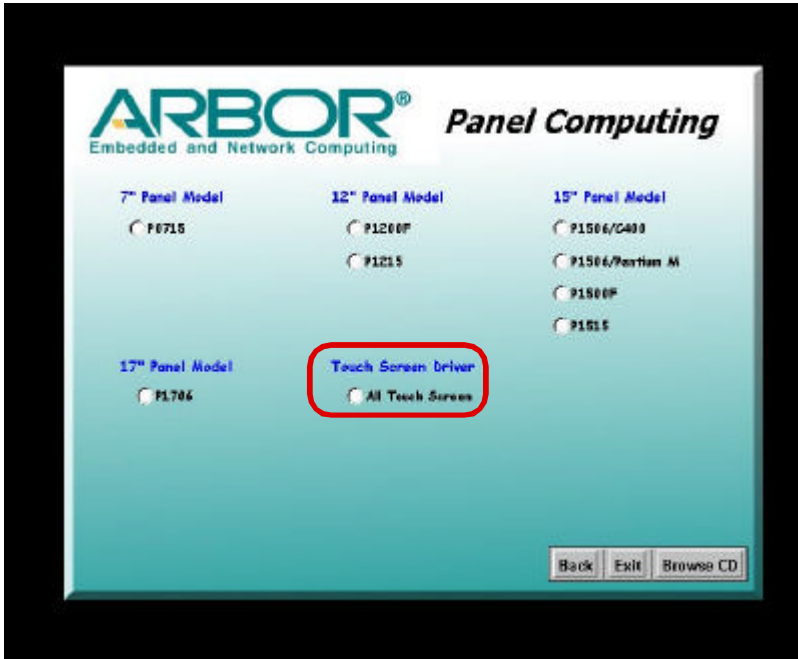 ARBOR®
Embedded and Network Computing
Panel Computing
7" Panel Model
P0715
12" Panel Model
P1200F
P1215
15" Panel Model
P1506/C400
P1506/Pentium M
P1500F
P1515
17" Panel Model
P1706
Touch Screen Driver
All Touch Screen
Back
Exit
Browse CD